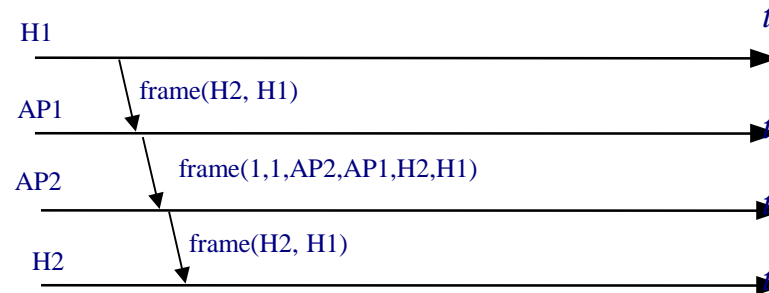 t
H1
frame(H2, H1)
AP1
t
frame(1,1,AP2,AP1,H2,H1)
AP2
t
frame(H2, H1)
H2
t